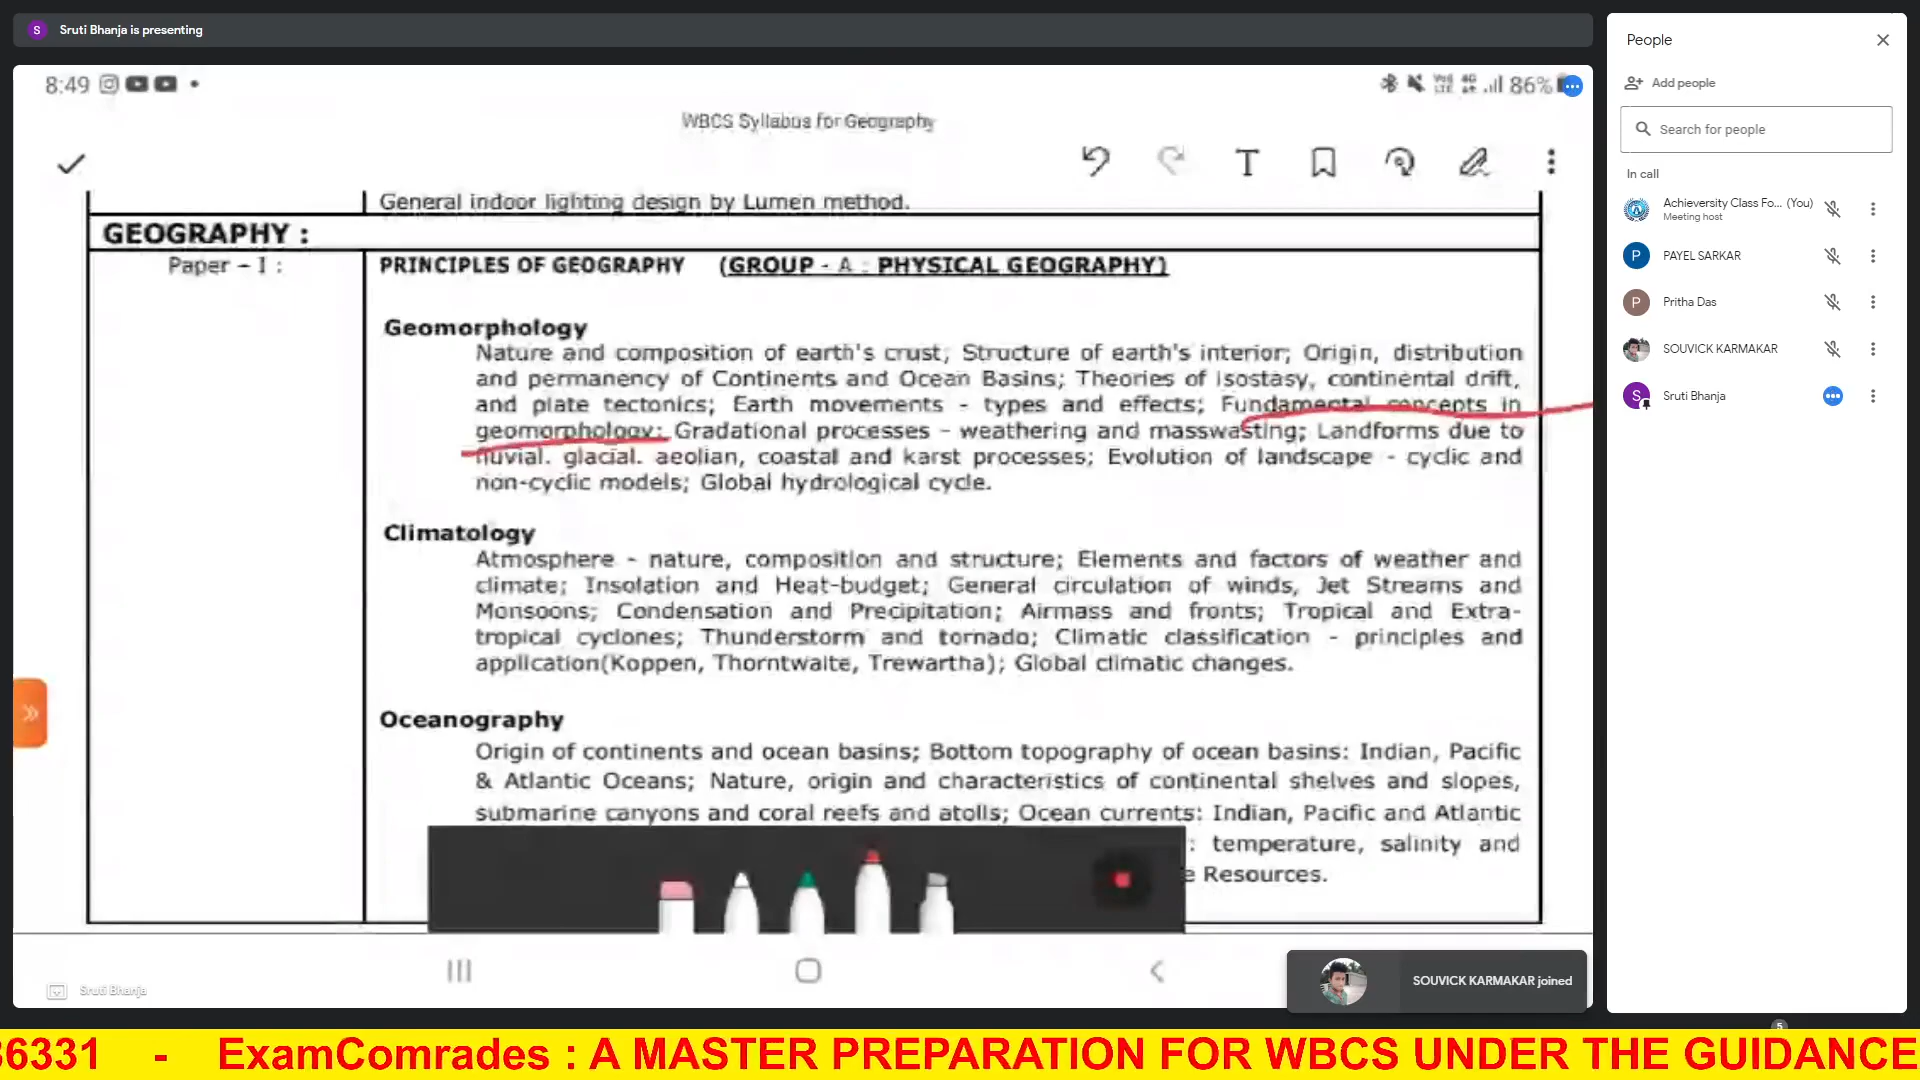 S Sruti Bhanja is presenting
8:49
86%
WBCS Syllabus for Geography
T
General indoor lighting design by Lumen method.
GEOGRAPHY :
Paper - I :
PRINCIPLES OF GEOGRAPHY (GROUP - A : PHYSICAL GEOGRAPHY)
Geomorphology
Nature and composition of earth's crust; Structure of earth's interior; Origin, distribution
and permanency of Continents and Ocean Basins; Theories of Isostasy, continental drift,
and plate tectonics; Earth movements - types and effects; Fundamental concepts in
geomorphology; Gradational processes - weathering and masswasting; Landforms due to
fluvial, glacial, aeolian, coastal and karst processes; Evolution of landscape - cyclic and
non-cyclic models; Global hydrological cycle.
Climatology
Atmosphere - nature, composition and structure; Elements and factors of weather and
climate; Insolation and Heat-budget; General circulation of winds, Jet Streams and
Monsoons; Condensation and Precipitation; Airmass and fronts; Tropical and Extra-
tropical cyclones; Thunderstorm and tornado; Climatic classification - principles and
application(Koppen, Thorntwaite, Trewartha); Global climatic changes.
Oceanography
Origin of continents and ocean basins; Bottom topography of ocean basins: Indian, Pacific
& Atlantic Oceans; Nature, origin and characteristics of continental shelves and slopes,
submarine canyons and coral reefs and atolls; Ocean currents: Indian, Pacific and Atlantic
: temperature, salinity and
e Resources.
Sruti Bhanja
SOUVICK KARMAKAR joined
People
Add people
Search for people
In call
Achieversity Class Fo... (You)
Meeting host
P PAYEL SARKAR
P Pritha Das
SOUVICK KARMAKAR
S Sruti Bhanja
5
36331 - ExamComrades : A MASTER PREPARATION FOR WBCS UNDER THE GUIDANCE